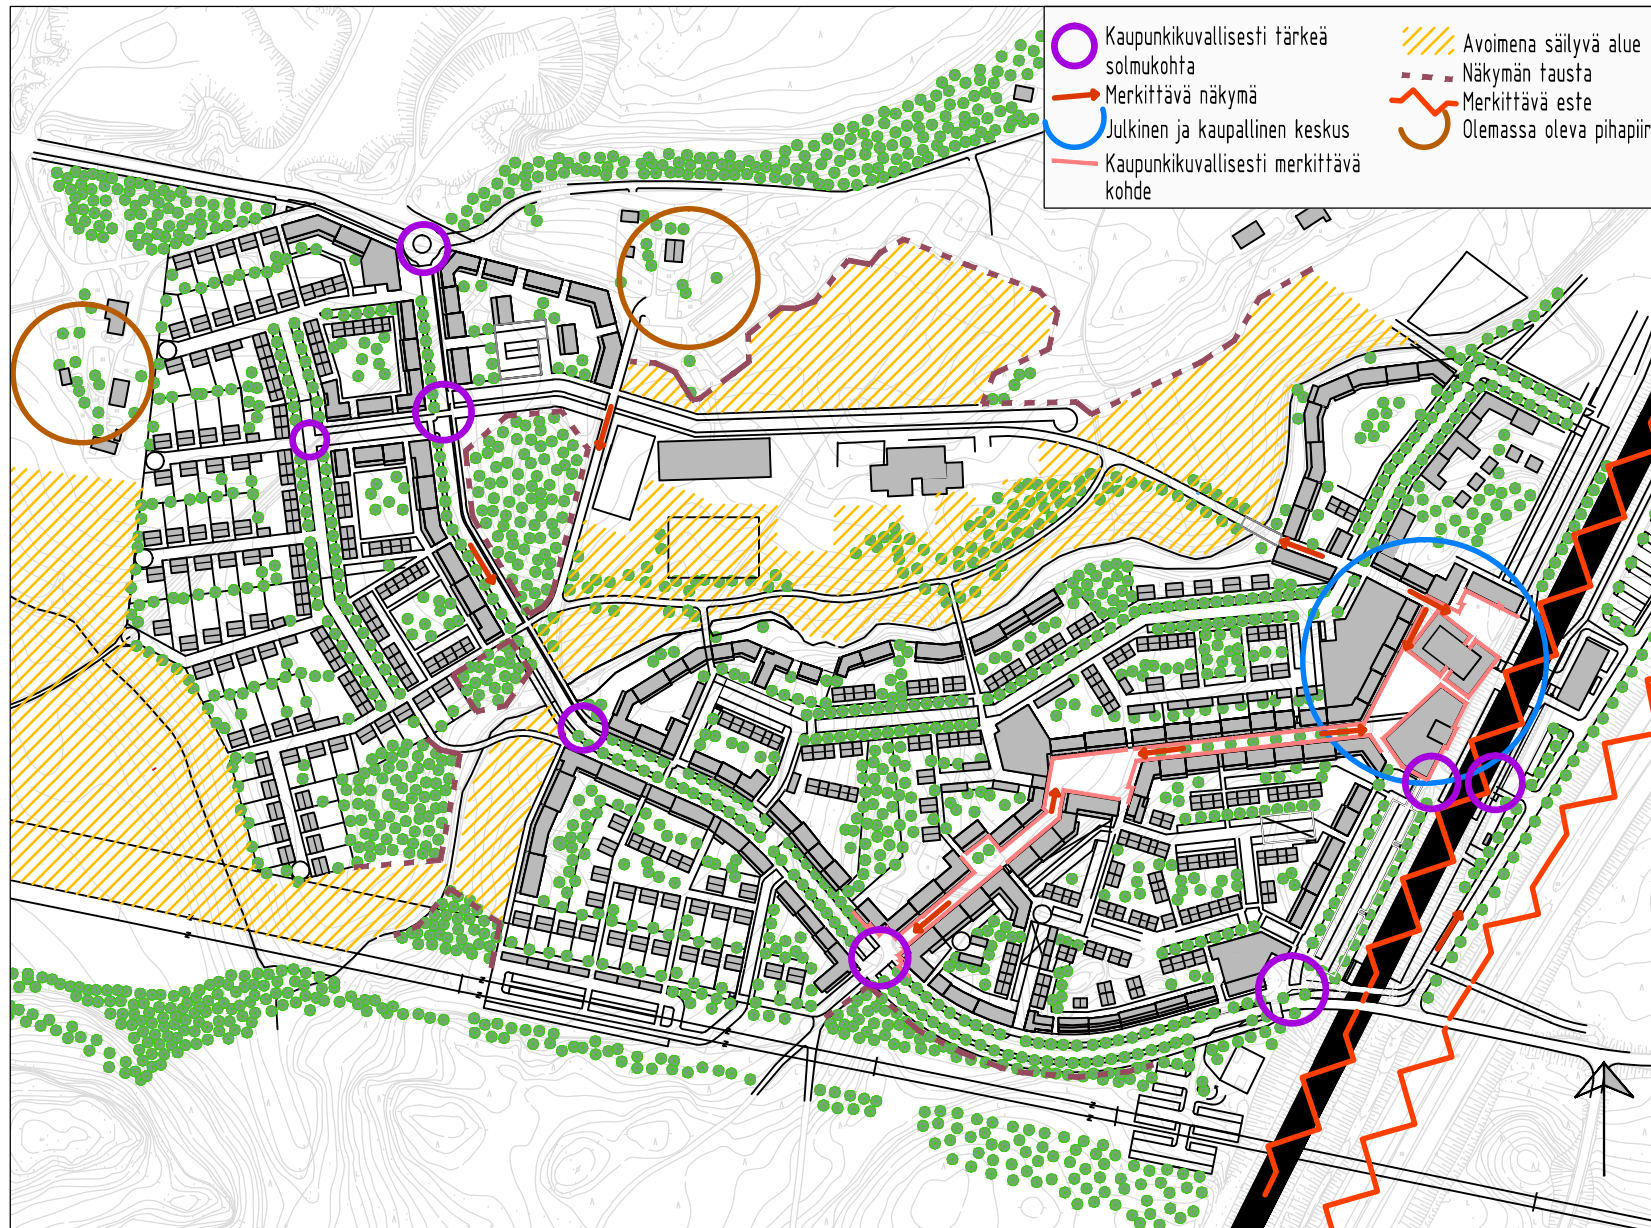 Kaupunkikuvallisesti tärkeä
solmukohta
Merkittävä näkymä
Julkinen ja kaupallinen keskus
Kaupunkikuvallisesti merkittävä
kohde
Avoimena säilyvä alue
Näkymän tausta
Merkittävä este
Olemassa oleva pihapiir